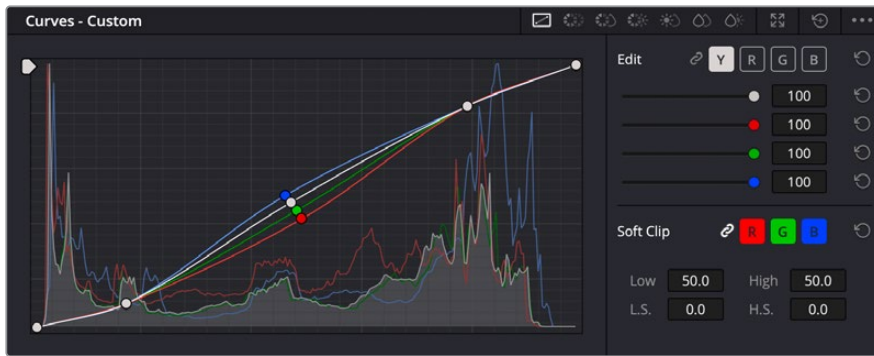 Curves - Custom
Edit Y R G B
100
100
100
100
Soft Clip R G B
Low 50.0 High 50.0
L.S. 0.0 H.S. 0.0